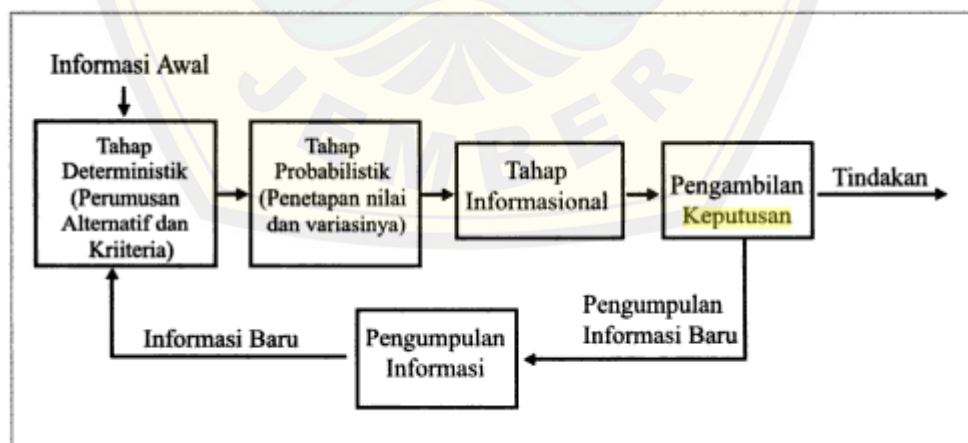 JEMBER
Informasi Awal
Tahap
Deterministik
(Perumusan
Alternatif dan
Kriiteria)
Tahap
Probabilistik
(Penetapan nilai
dan variasinya)
Tahap
Informasional
Pengambilan
Keputusan
Tindakan
Pengumpulan
Informasi Baru
Pengumpulan
Informasi
Informasi Baru